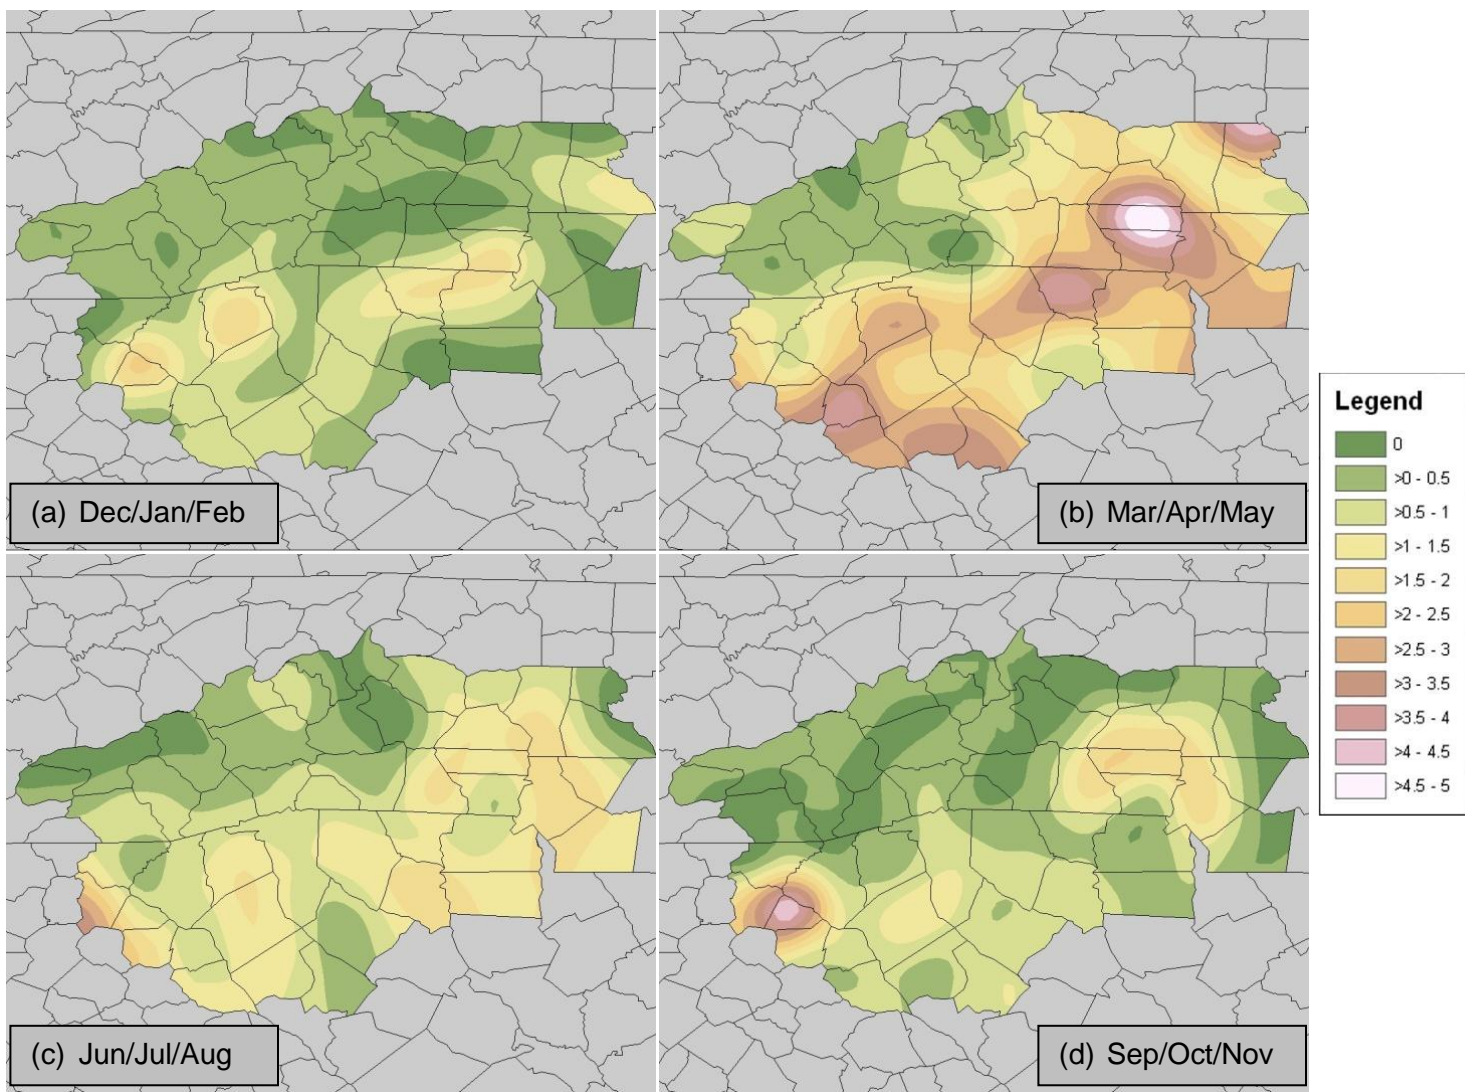 (a) Dec/Jan/Feb
(b) Mar/Apr/May
Legend
0
>0 - 0.5
>0.5 - 1
>1 - 1.5
>1.5 - 2
>2 - 2.5
>2.5 - 3
>3 - 3.5
>3.5 - 4
>4 - 4.5
>4.5 - 5
(c) Jun/Jul/Aug
(d) Sep/Oct/Nov